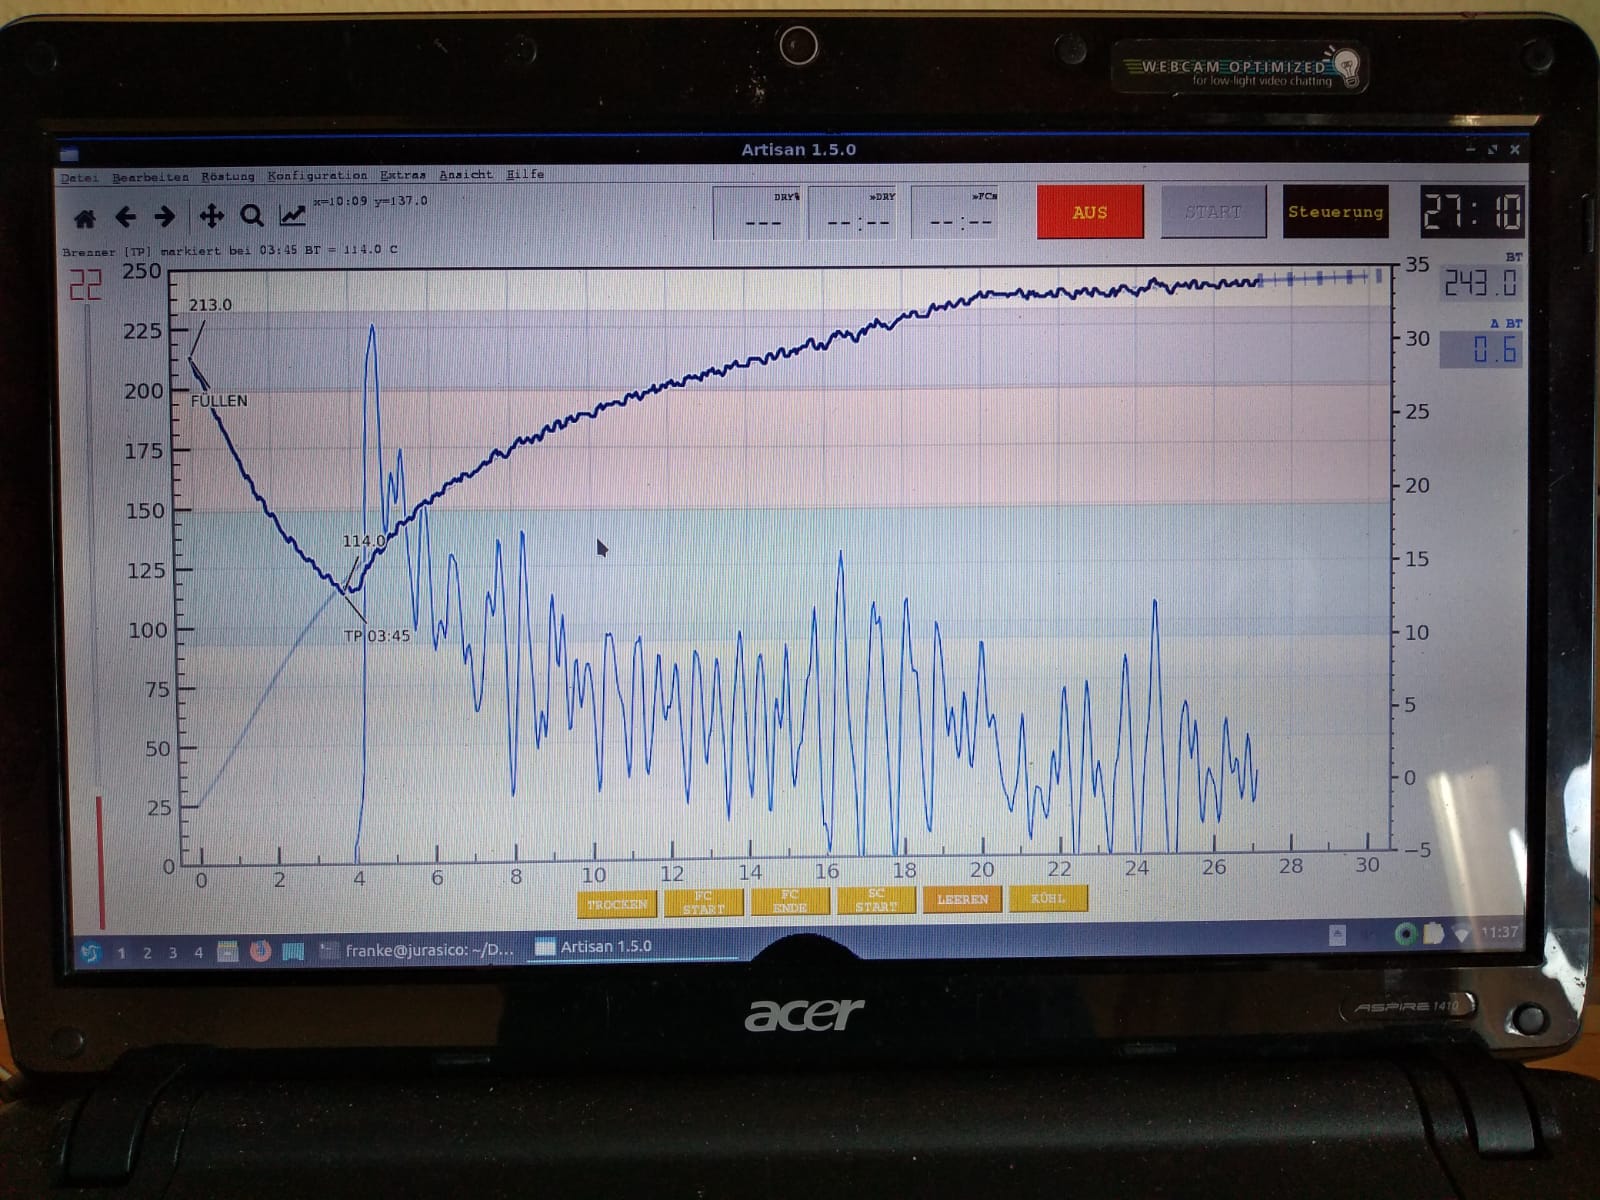 WEBCAM OPTIMIZED
for low-light video chatting
Artisan 1.5.0
Datei Bearbeiten Röstung Konfiguration Extras Ansicht Hilfe
x=10:09 y=137.0
DRY% »DRY »FCs
--- --:-- --:--
AUS START Steuerung 27:10
Brenner [TP] markiert bei 03:45 BT = 114.0 C
22
BT
243.0
Δ BT
0.6
250
225
200
175
150
125
100
75
50
25
0
35
30
25
20
15
10
5
0
−5
213.0
FÜLLEN
114.0
TP 03:45
0 2 4 6 8 10 12 14 16 18 20 22 24 26 28 30
TROCKEN
FC START
FC ENDE
SC START
LEEREN
KÜHL
1 2 3 4 franke@jurasico: ~/D... Artisan 1.5.0 11:37
acer
ASPIRE 1410